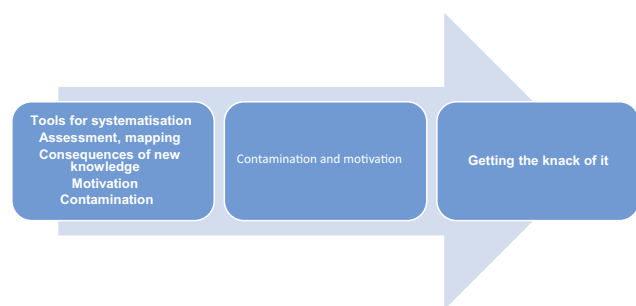 Tools for systematisation
Assessment, mapping
Consequences of new
knowledge
Motivation
Contamination
Contamination and motivation
Getting the knack of it